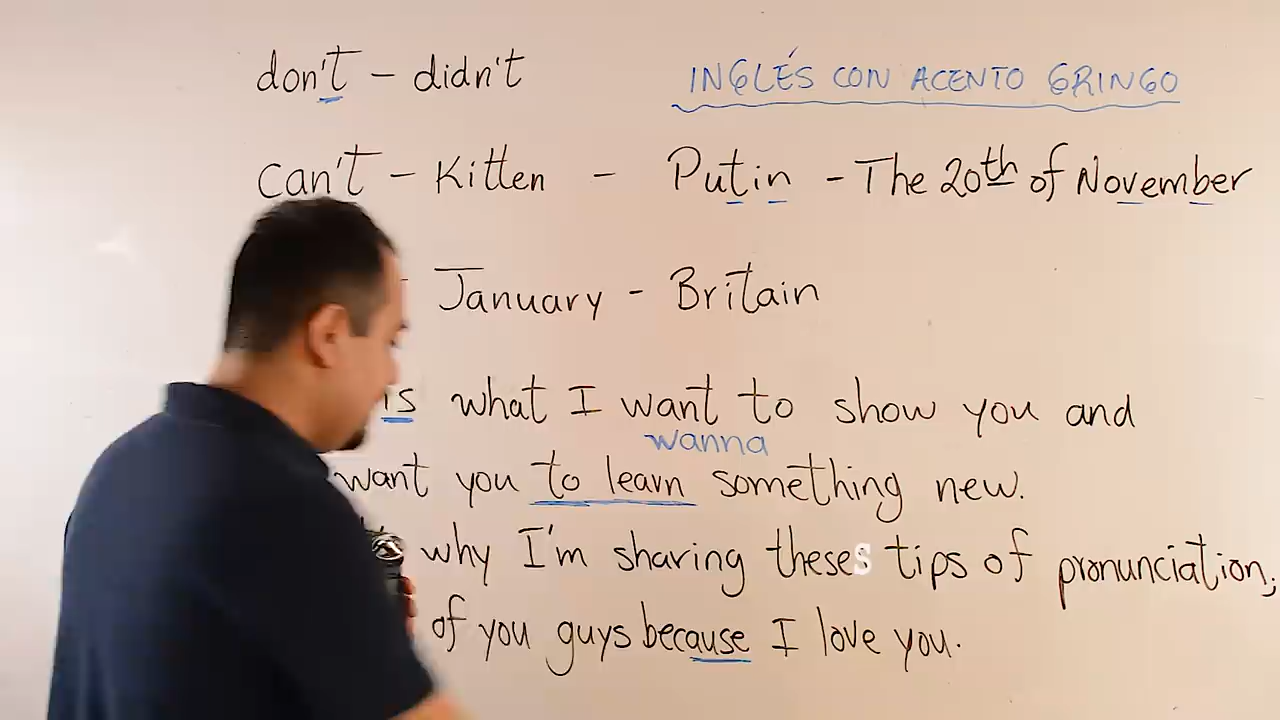 don't - didn't
INGLÉS CON ACENTO GRINGO
can't - Kitten - Putin - The 20th of November
January - Britain
is what I want to show you and
wanna
want you to learn something new.
why I'm sharing theses tips of pronunciation,
of you guys because I love you.